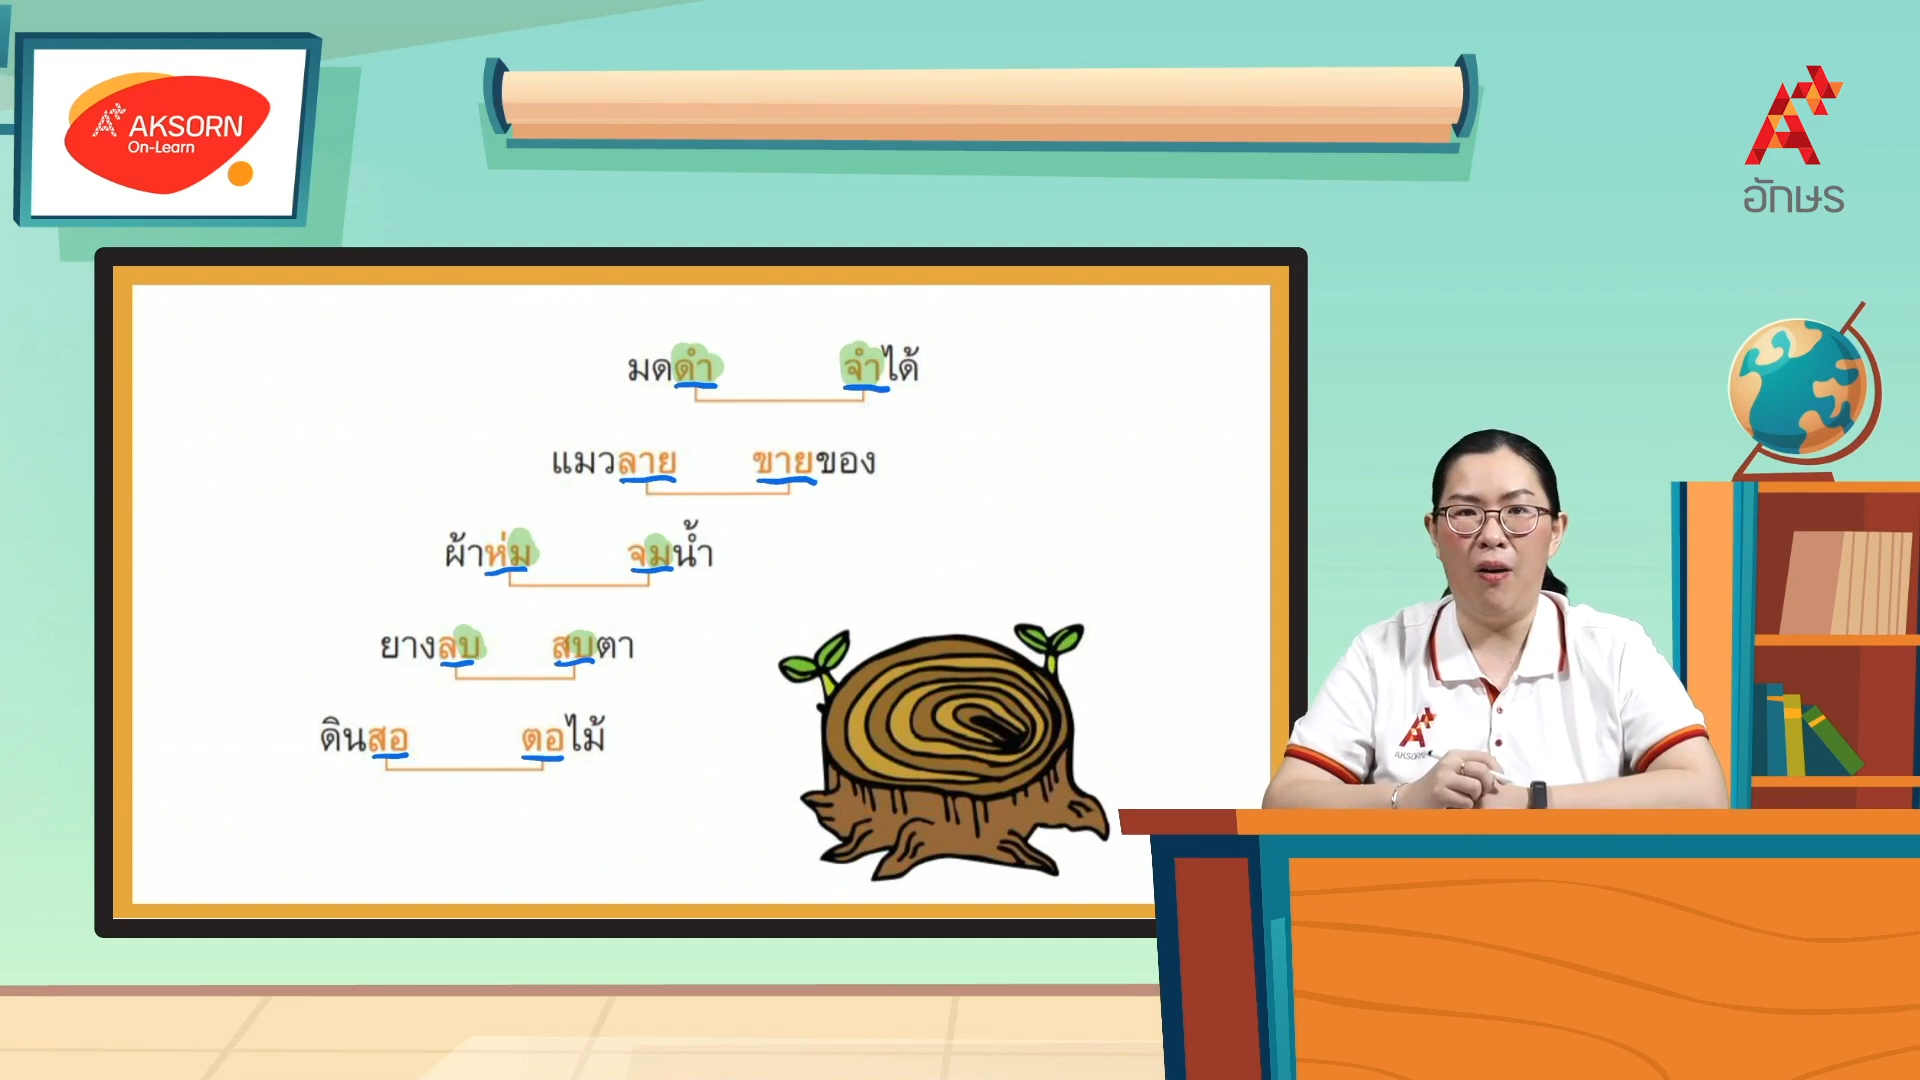 AKSORN
On-Learn
อักษร
มดดำ จำได้
แมวลาย ขายของ
ผ้าห่ม จมน้ำ
ยางลบ สบตา
ดินสอ ตอไม้
AKSORN